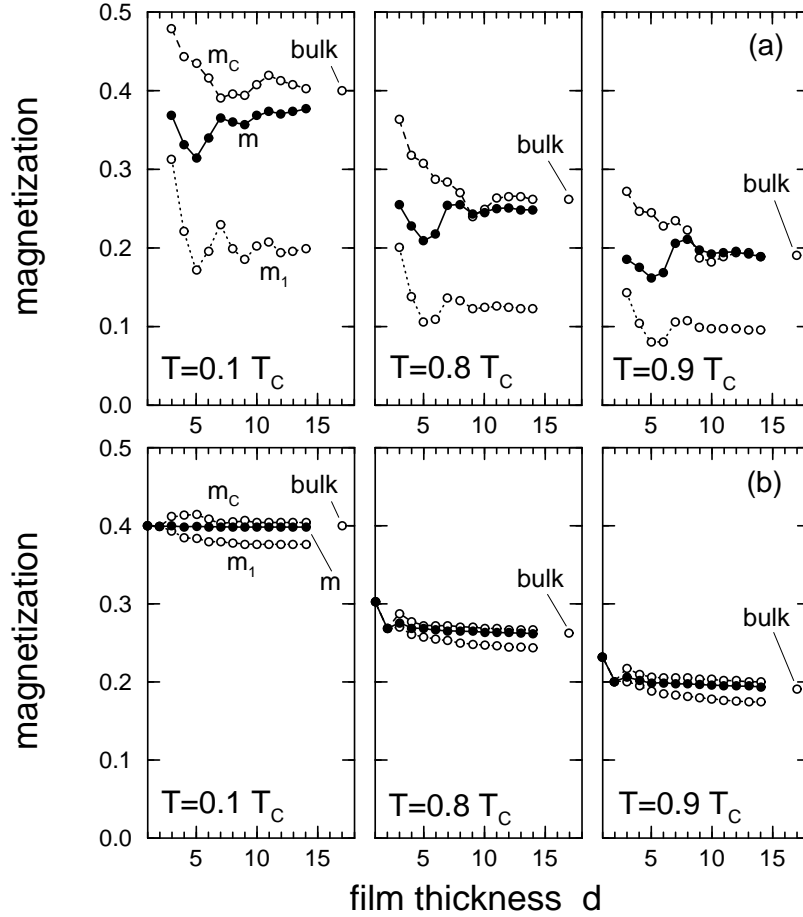 magnetization
0.5
0.4
0.3
0.2
0.1
0.0
m_C
bulk
m
m_1
T=0.1 T_C
5 10 15
bulk
T=0.8 T_C
5 10 15
(a)
bulk
T=0.9 T_C
5 10 15
magnetization
0.5
0.4
0.3
0.2
0.1
0.0
m_C
bulk
m_1
m
T=0.1 T_C
5 10 15
bulk
T=0.8 T_C
5 10 15
(b)
bulk
T=0.9 T_C
5 10 15
film thickness d